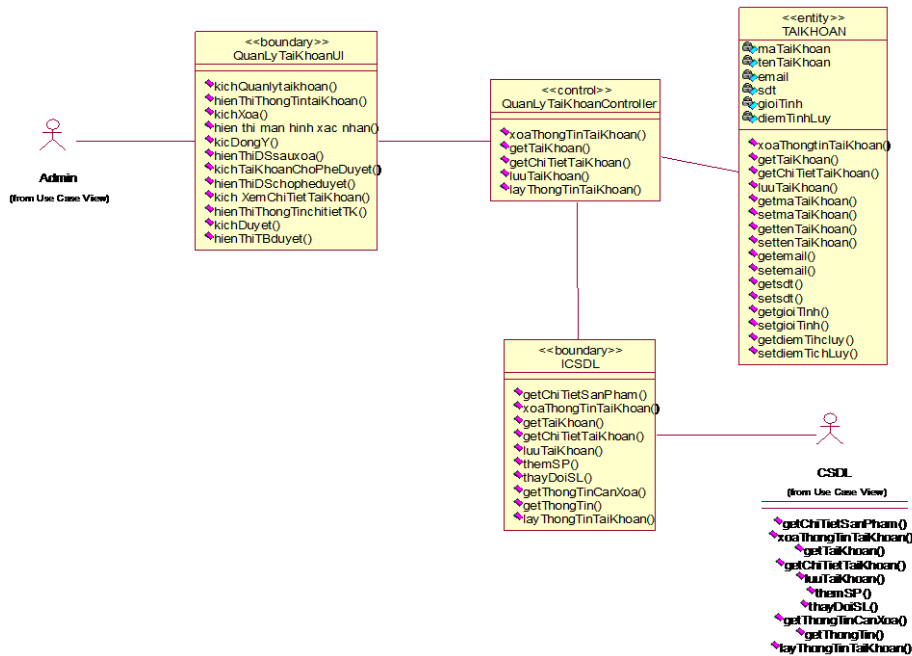 Admin
(from Use Case View)
<<boundary>>
QuanLyTaiKhoanUI
kichQuanlytaikhoan()
hienThiThongTintaiKhoan()
kichXoa()
hien thi man hinh xac nhan()
kicDongY()
hienThiDSsauxoa()
kichTaiKhoanChoPheDuyet()
hienThiDSchopheduyet()
kich XemChiTietTaiKhoan()
hienThiThongTinchitietTK()
kichDuyet()
hienThiTBduyet()
<<control>>
QuanLyTaiKhoanController
xoaThongTinTaiKhoan()
getTaiKhoan()
getChiTietTaiKhoan()
luuTaiKhoan()
layThongTinTaiKhoan()
<<entity>>
TAIKHOAN
maTaiKhoan
tenTaiKhoan
email
sdt
gioiTinh
diemTinhLuy
xoaThongtinTaiKhoan()
getTaiKhoan()
getChiTietTaiKhoan()
luuTaiKhoan()
getmaTaiKhoan()
setmaTaiKhoan()
gettenTaiKhoan()
settenTaiKhoan()
getemail()
setemail()
getsdt()
setsdt()
getgioiTInh()
setgioiTinh()
getdiemTihcluy()
setdiemTichLuy()
<<boundary>>
ICSDL
getChiTietSanPham()
xoaThongTinTaiKhoan()
getTaiKhoan()
getChiTietTaiKhoan()
luuTaiKhoan()
themSP()
thayDoiSL()
getThongTinCanXoa()
getThongTin()
layThongTinTaiKhoan()
CSDL
(from Use Case View)
getChiTietSanPham()
xoaThongTinTaiKhoan()
getTaiKhoan()
getChiTietTaiKhoan()
luuTaiKhoan()
themSP()
thayDoiSL()
getThongTinCanXoa()
getThongTin()
layThongTinTaiKhoan()